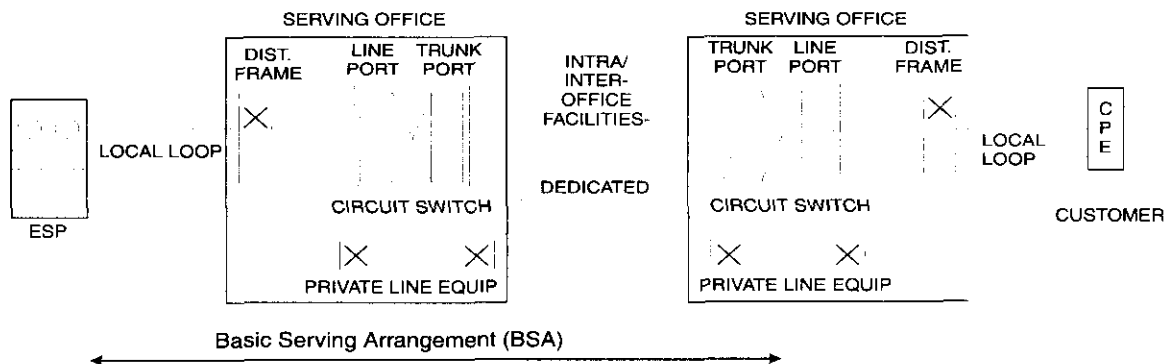 SERVING OFFICE
DIST.
FRAME
LINE
PORT
TRUNK
PORT
LOCAL LOOP
ESP
CIRCUIT SWITCH
PRIVATE LINE EQUIP
INTRA/
INTER-
OFFICE
FACILITIES-
DEDICATED
SERVING OFFICE
TRUNK
PORT
LINE
PORT
DIST.
FRAME
LOCAL
LOOP
CPE
CIRCUIT SWITCH
CUSTOMER
PRIVATE LINE EQUIP
Basic Serving Arrangement (BSA)